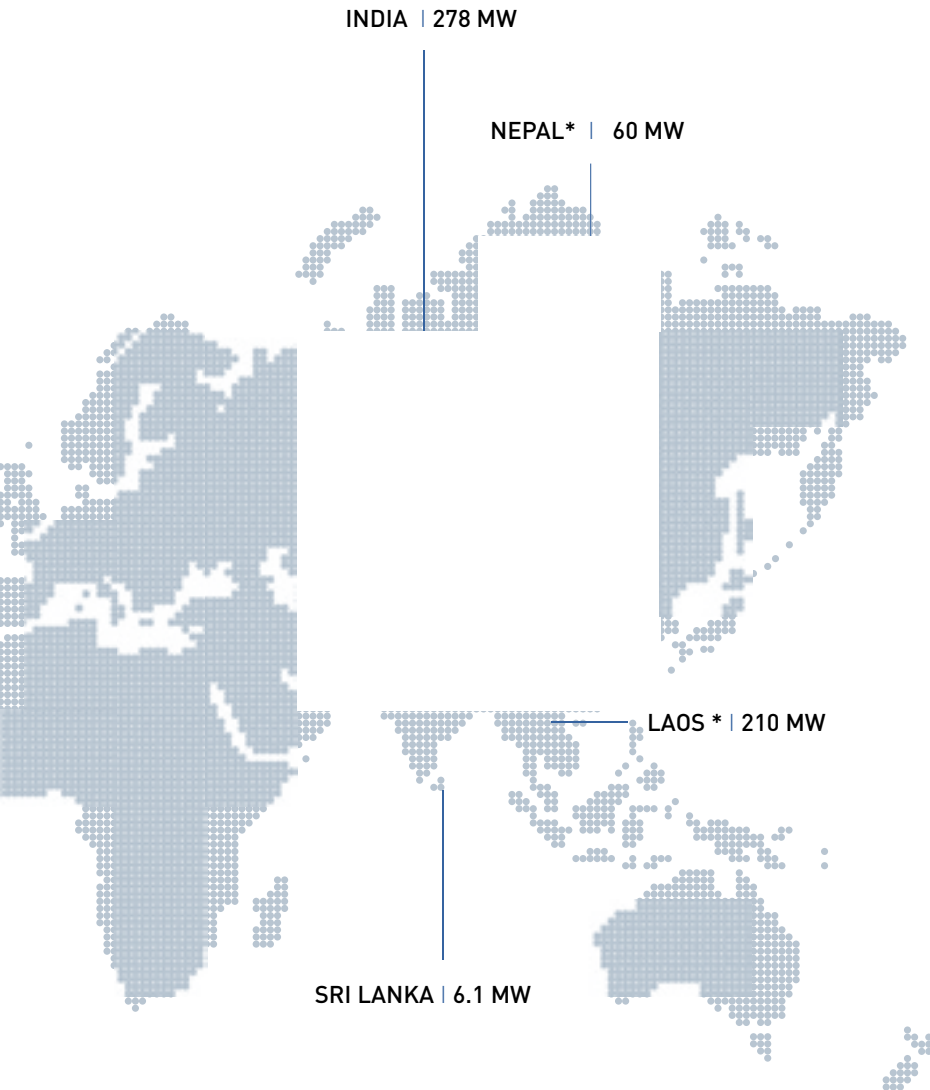 INDIA | 278 MW
NEPAL* | 60 MW
LAOS * | 210 MW
SRI LANKA | 6.1 MW